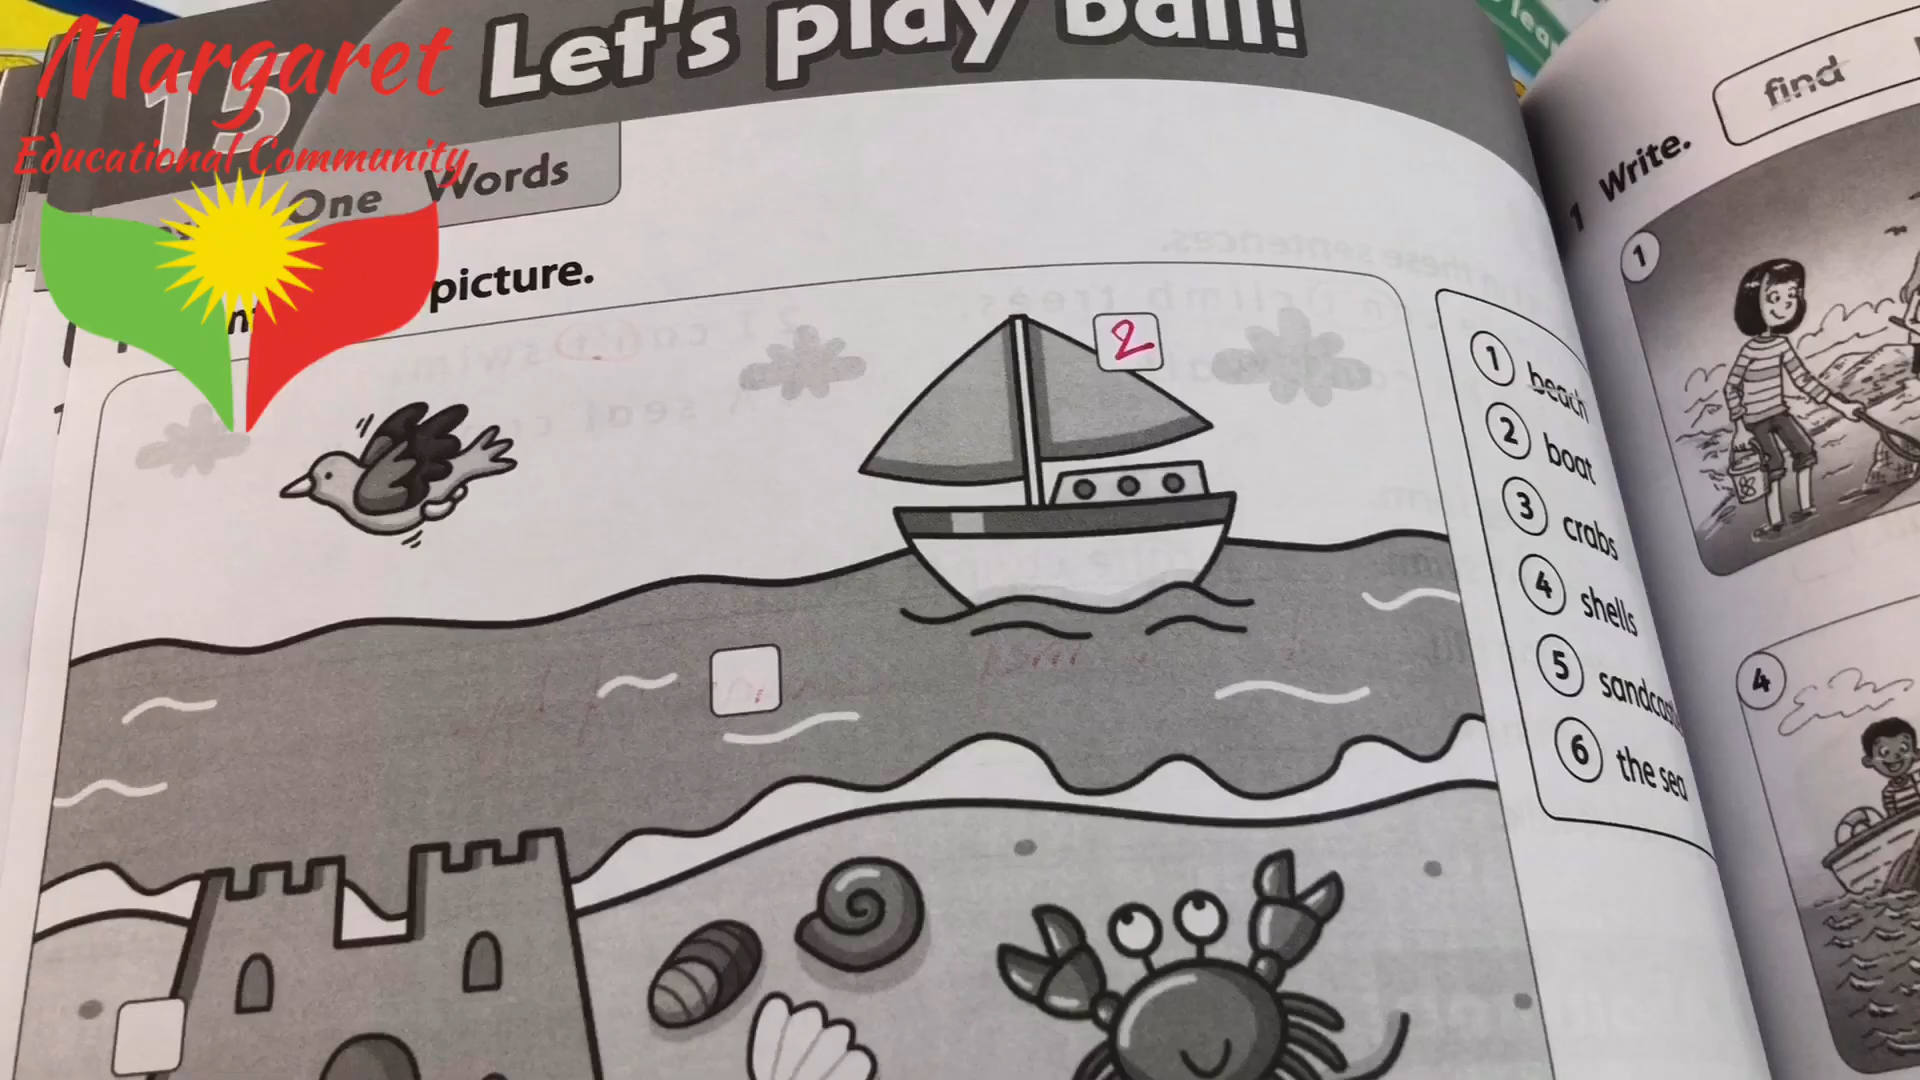 Margaret
Educational Community
15
Let's play ball!
One Words
picture.
2
1 beach
2 boat
3 crabs
4 shells
5
6 the sea
find
1 Write.
1
4